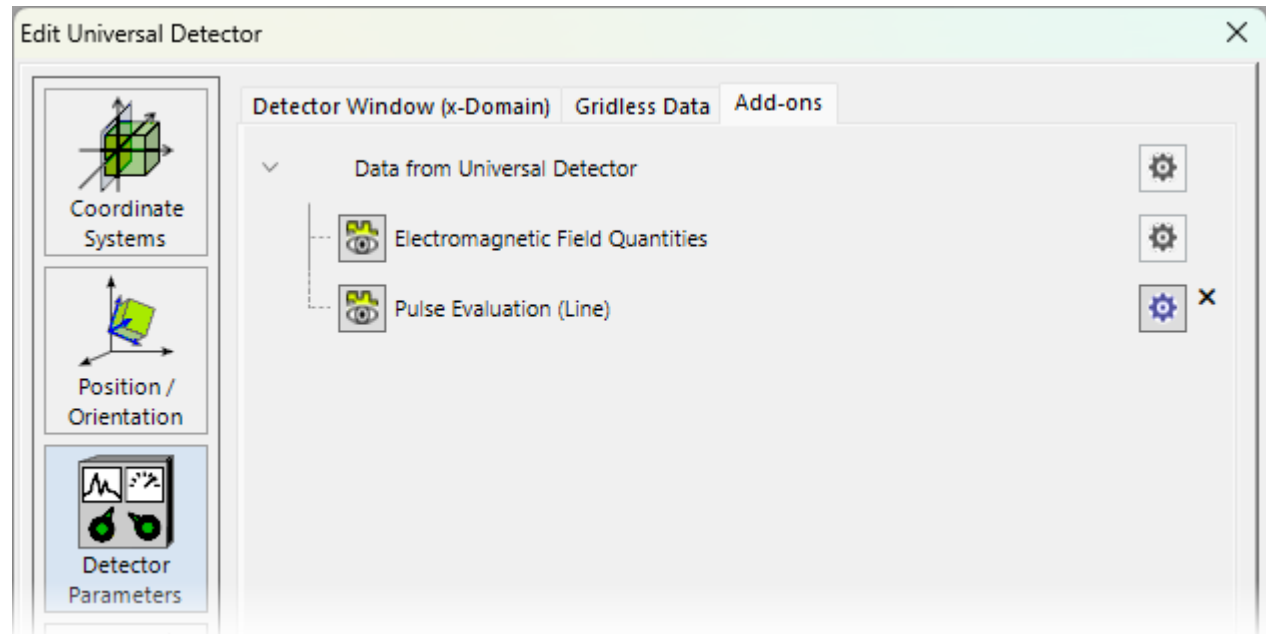 Edit Universal Detector
Coordinate
Systems
Position /
Orientation
Detector
Parameters
Detector Window (x-Domain) Gridless Data Add-ons
Data from Universal Detector
Electromagnetic Field Quantities
Pulse Evaluation (Line)